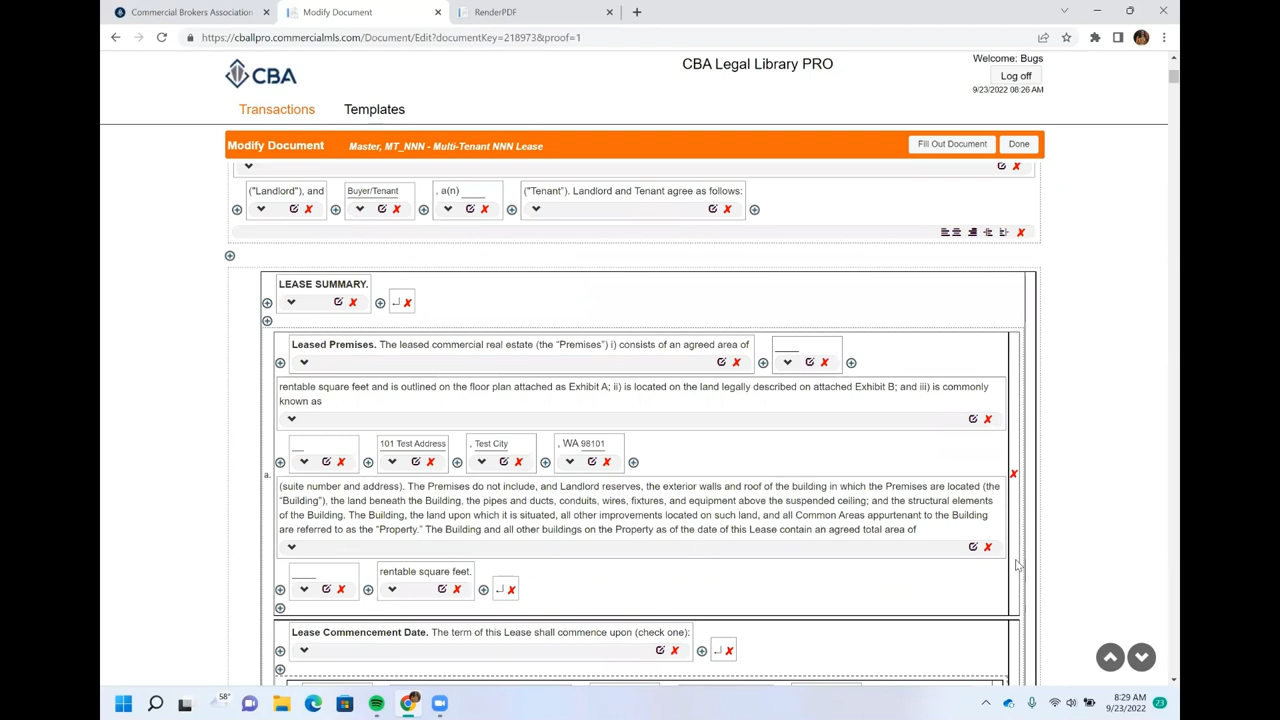 Commercial Brokers Association
Modify Document
RenderPDF
https://cballpro.commercialmls.com/Document/Edit?documentKey=218973&proof=1
CBA
CBA Legal Library PRO
Welcome: Bugs
Log off
9/23/2022 08:26 AM
Transactions
Templates
Modify Document
Master, MT_NNN - Multi-Tenant NNN Lease
Fill Out Document
Done
("Landlord"), and
Buyer/Tenant
, a(n) ____
("Tenant"). Landlord and Tenant agree as follows:
LEASE SUMMARY.
Leased Premises. The leased commercial real estate (the “Premises”) i) consists of an agreed area of
____
rentable square feet and is outlined on the floor plan attached as Exhibit A; ii) is located on the land legally described on attached Exhibit B; and iii) is commonly
known as
__
101 Test Address
, Test City
, WA 98101
a.
(suite number and address). The Premises do not include, and Landlord reserves, the exterior walls and roof of the building in which the Premises are located (the
“Building”), the land beneath the Building, the pipes and ducts, conduits, wires, fixtures, and equipment above the suspended ceiling; and the structural elements
of the Building. The Building, the land upon which it is situated, all other improvements located on such land, and all Common Areas appurtenant to the Building
are referred to as the “Property.” The Building and all other buildings on the Property as of the date of this Lease contain an agreed total area of
____
rentable square feet.
Lease Commencement Date. The term of this Lease shall commence upon (check one):
58°
8:29 AM
9/23/2022
23